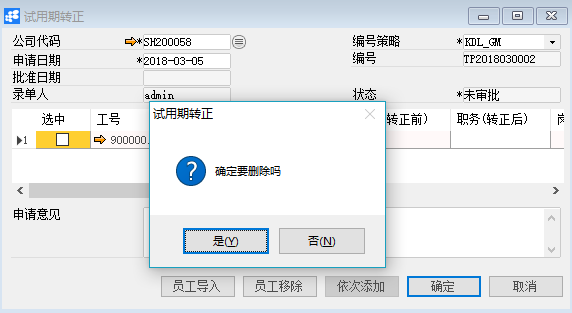 试用期转正
公司代码 *SH200058 编号策略 *KDL_GM
申请日期 *2018-03-05 编号 TP2018030002
批准日期
录单人 admin 状态 *未审批
选中 工号 转正前) 职务(转正后) 岗
1 900000.
试用期转正
确定要删除吗
是(Y) 否(N)
申请意见
员工导入 员工移除 依次添加 确定 取消